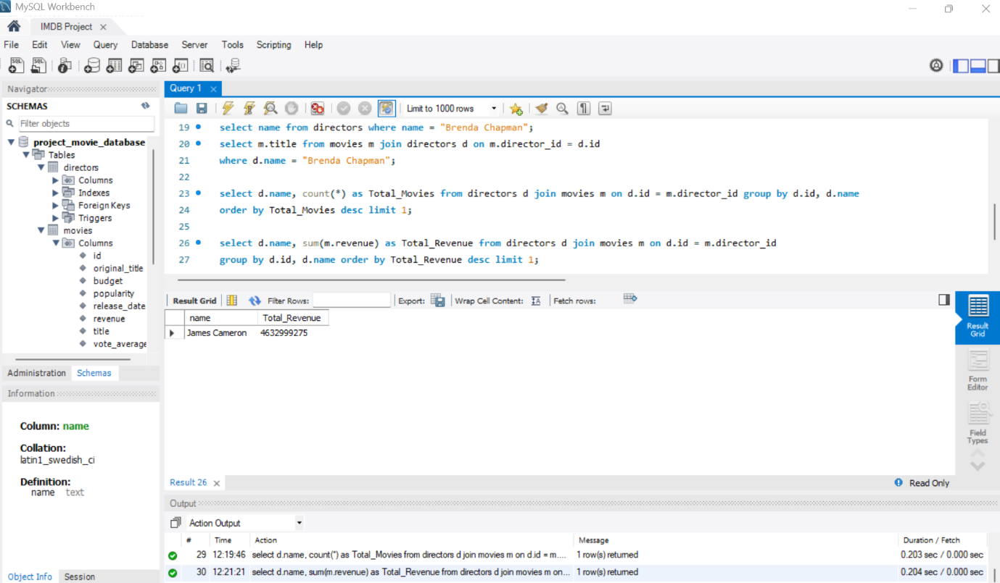 MySQL Workbench
IMDB Project
File Edit View Query Database Server Tools Scripting Help
Navigator
SCHEMAS
Filter objects
project_movie_database
Tables
directors
Columns
Indexes
Foreign Keys
Triggers
movies
Columns
id
original_title
budget
popularity
release_date
revenue
title
vote_average
Administration Schemas
Information
Column: name
Collation:
latin1_swedish_ci
Definition:
name text
Object Info Session
Query 1
Limit to 1000 rows
19 select name from directors where name = "Brenda Chapman";
20 select m.title from movies m join directors d on m.director_id = d.id
21 where d.name = "Brenda Chapman";
22
23 select d.name, count(*) as Total_Movies from directors d join movies m on d.id = m.director_id group by d.id, d.name
24 order by Total_Movies desc limit 1;
25
26 select d.name, sum(m.revenue) as Total_Revenue from directors d join movies m on d.id = m.director_id
27 group by d.id, d.name order by Total_Revenue desc limit 1;
Result Grid Filter Rows: Export: Wrap Cell Content: Fetch rows:
name Total_Revenue
James Cameron 4632999275
Result Grid
Form Editor
Field Types
Result 26
Read Only
Output
Action Output
# Time Action Message Duration / Fetch
29 12:19:46 select d.name, count(*) as Total_Movies from directors d join movies m on d.id = m.... 1 row(s) returned 0.203 sec / 0.000 sec
30 12:21:21 select d.name, sum(m.revenue) as Total_Revenue from directors d join movies m on... 1 row(s) returned 0.204 sec / 0.000 sec